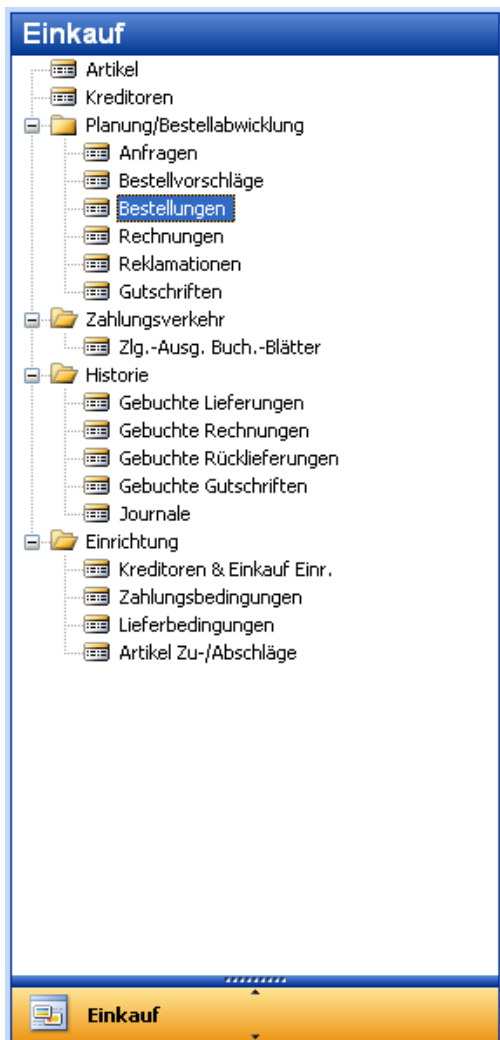 Einkauf
Artikel
Kreditoren
Planung/Bestellabwicklung
Anfragen
Bestellvorschläge
Bestellungen
Rechnungen
Reklamationen
Gutschriften
Zahlungsverkehr
Zlg.-Ausg. Buch.-Blätter
Historie
Gebuchte Lieferungen
Gebuchte Rechnungen
Gebuchte Rücklieferungen
Gebuchte Gutschriften
Journale
Einrichtung
Kreditoren & Einkauf Einr.
Zahlungsbedingungen
Lieferbedingungen
Artikel Zu-/Abschläge
Einkauf